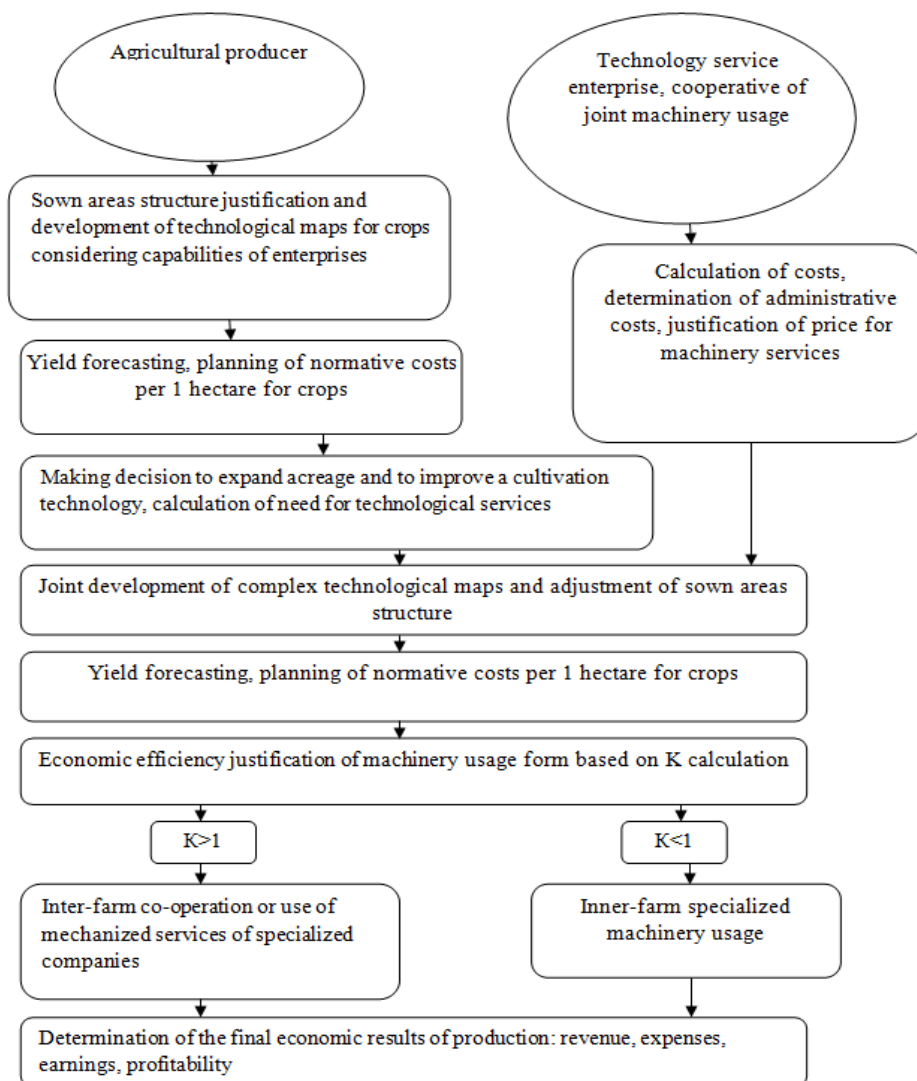 Agricultural producer
Technology service
enterprise, cooperative of
joint machinery usage
Sown areas structure justification and
development of technological maps for crops
considering capabilities of enterprises
Calculation of costs,
determination of administrative
costs, justification of price for
machinery services
Yield forecasting, planning of normative costs
per 1 hectare for crops
Making decision to expand acreage and to improve a cultivation
technology, calculation of need for technological services
Joint development of complex technological maps and adjustment of sown areas
structure
Yield forecasting, planning of normative costs per 1 hectare for crops
Economic efficiency justification of machinery usage form based on K calculation
K>1
K<1
Inter-farm co-operation or use of
mechanized services of specialized
companies
Inner-farm specialized
machinery usage
Determination of the final economic results of production: revenue, expenses,
earnings, profitability